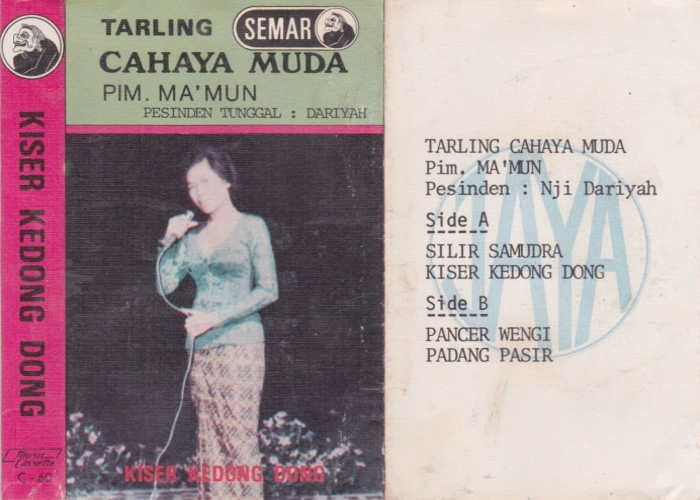 KISER KEDONG DONG
Music Cassette
C-60
TARLING
SEMAR
CAHAYA MUDA
PIM. MA'MUN
PESINDEN TUNGGAL : DARIYAH
KISER KEDONG DONG
TARLING CAHAYA MUDA
Pim. MA'MUN
Pesinden : Nji Dariyah
Side A
SILIR SAMUDRA
KISER KEDONG DONG
Side B
PANCER WENGI
PADANG PASIR
JAYA